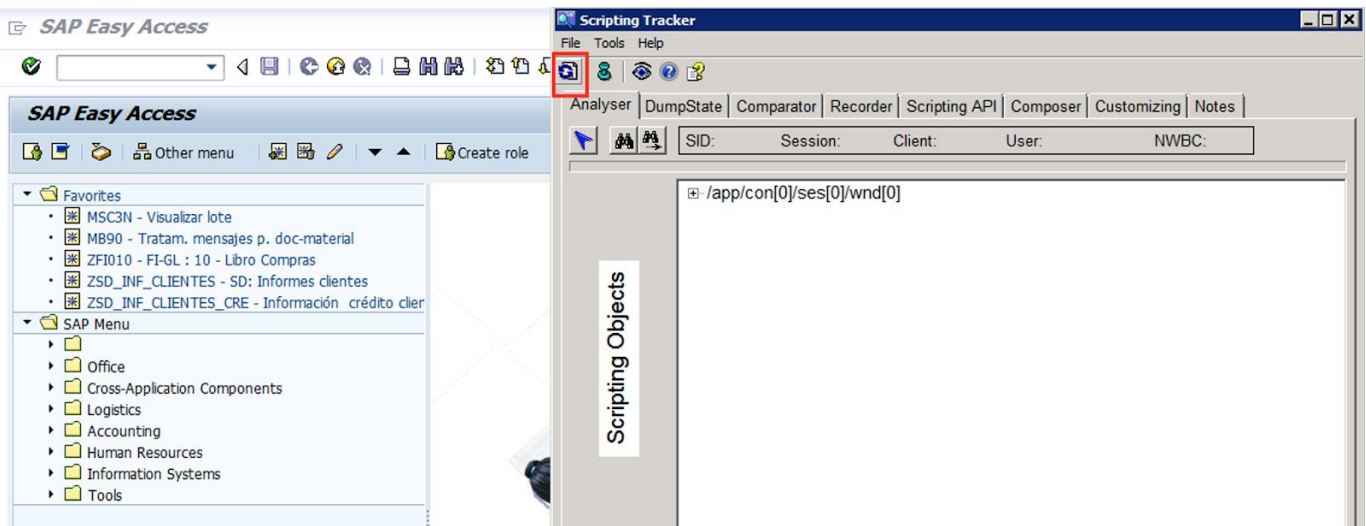 SAP Easy Access
SAP Easy Access
Other menu
Create role
Favorites
MSC3N - Visualizar lote
MB90 - Tratam. mensajes p. doc-material
ZFI010 - FI-GL : 10 - Libro Compras
ZSD_INF_CLIENTES - SD: Informes clientes
ZSD_INF_CLIENTES_CRE - Información crédito clien
SAP Menu
Office
Cross-Application Components
Logistics
Accounting
Human Resources
Information Systems
Tools
Scripting Tracker
File Tools Help
Analyser DumpState Comparator Recorder Scripting API Composer Customizing Notes
SID: Session: Client: User: NWBC:
/app/con[0]/ses[0]/wnd[0]
Scripting Objects